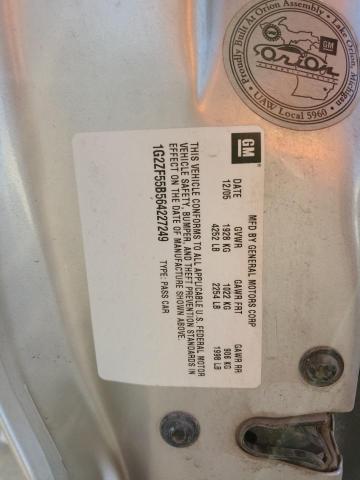 Proudly Built At Orion Assembly • Lake Orion, Michigan
GM
Orion
• UAW Local 5960 •
GM
MFD BY GENERAL MOTORS CORP
DATE GVWR GAWR FRT GAWR RR
12/05 1928 KG 1022 KG 906 KG
4252 LB 2254 LB 1998 LB
THIS VEHICLE CONFORMS TO ALL APPLICABLE U.S. FEDERAL MOTOR
VEHICLE SAFETY, BUMPER, AND THEFT PREVENTION STANDARDS IN
EFFECT ON THE DATE OF MANUFACTURE SHOWN ABOVE.
1G2ZF55B564227249 TYPE: PASS CAR